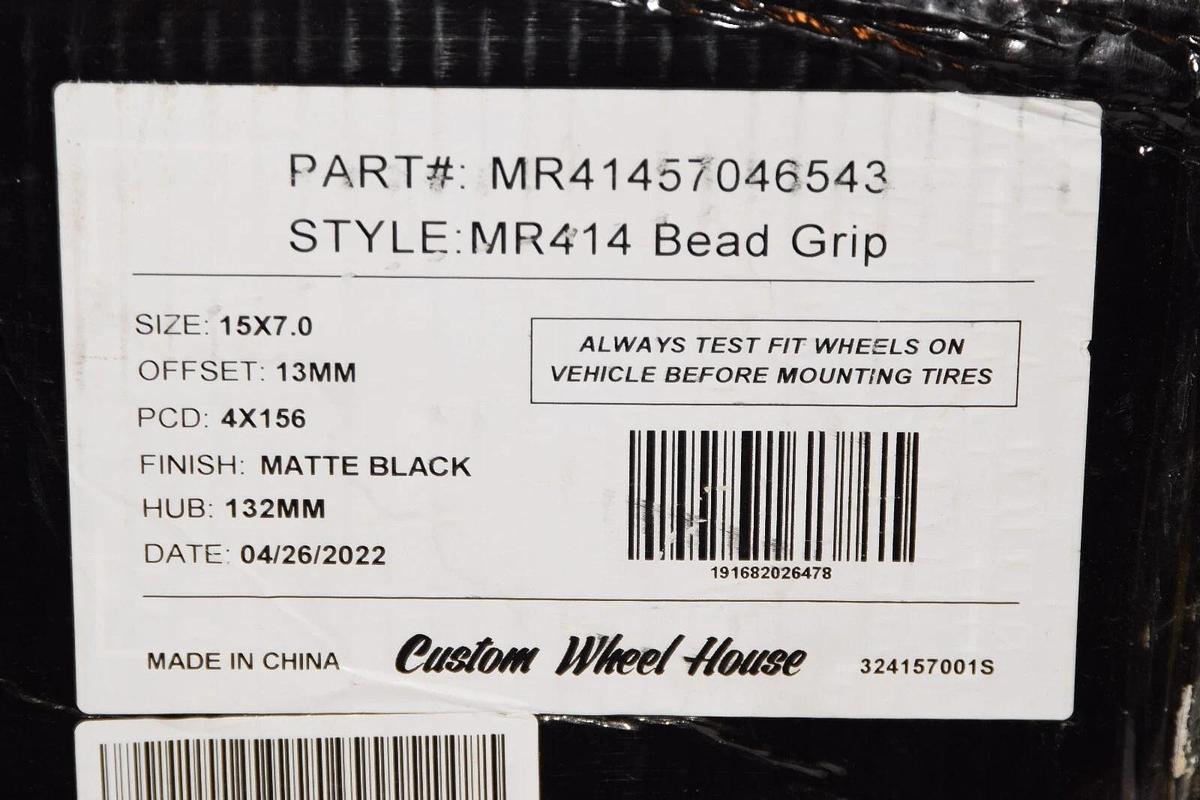 PART#: MR41457046543
STYLE:MR414 Bead Grip
SIZE: 15X7.0
OFFSET: 13MM
PCD: 4X156
FINISH: MATTE BLACK
HUB: 132MM
DATE: 04/26/2022
ALWAYS TEST FIT WHEELS ON
VEHICLE BEFORE MOUNTING TIRES
191682026478
MADE IN CHINA
Custom Wheel House
324157001S